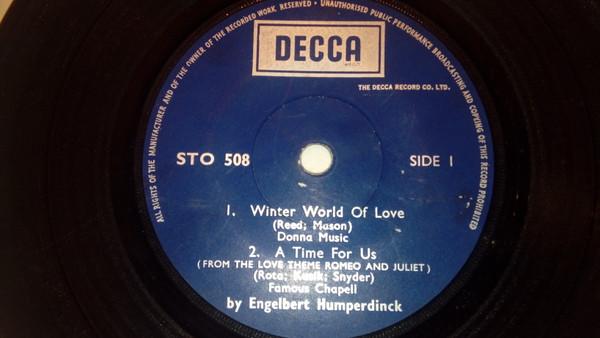 ALL RIGHTS OF THE MANUFACTURER AND OF THE OWNER OF THE RECORDED WORK RESERVED • UNAUTHORISED PUBLIC PERFORMANCE BROADCASTING AND COPYING OF THIS RECORD PROHIBITED
DECCA
THE DECCA RECORD CO. LTD.
STO 508
SIDE 1
1. Winter World Of Love
(Reed; Mason)
Donna Music
2. A Time For Us
(FROM THE LOVE THEME ROMEO AND JULIET)
(Rota; Kusik; Snyder)
Famous Chapell
by Engelbert Humperdinck